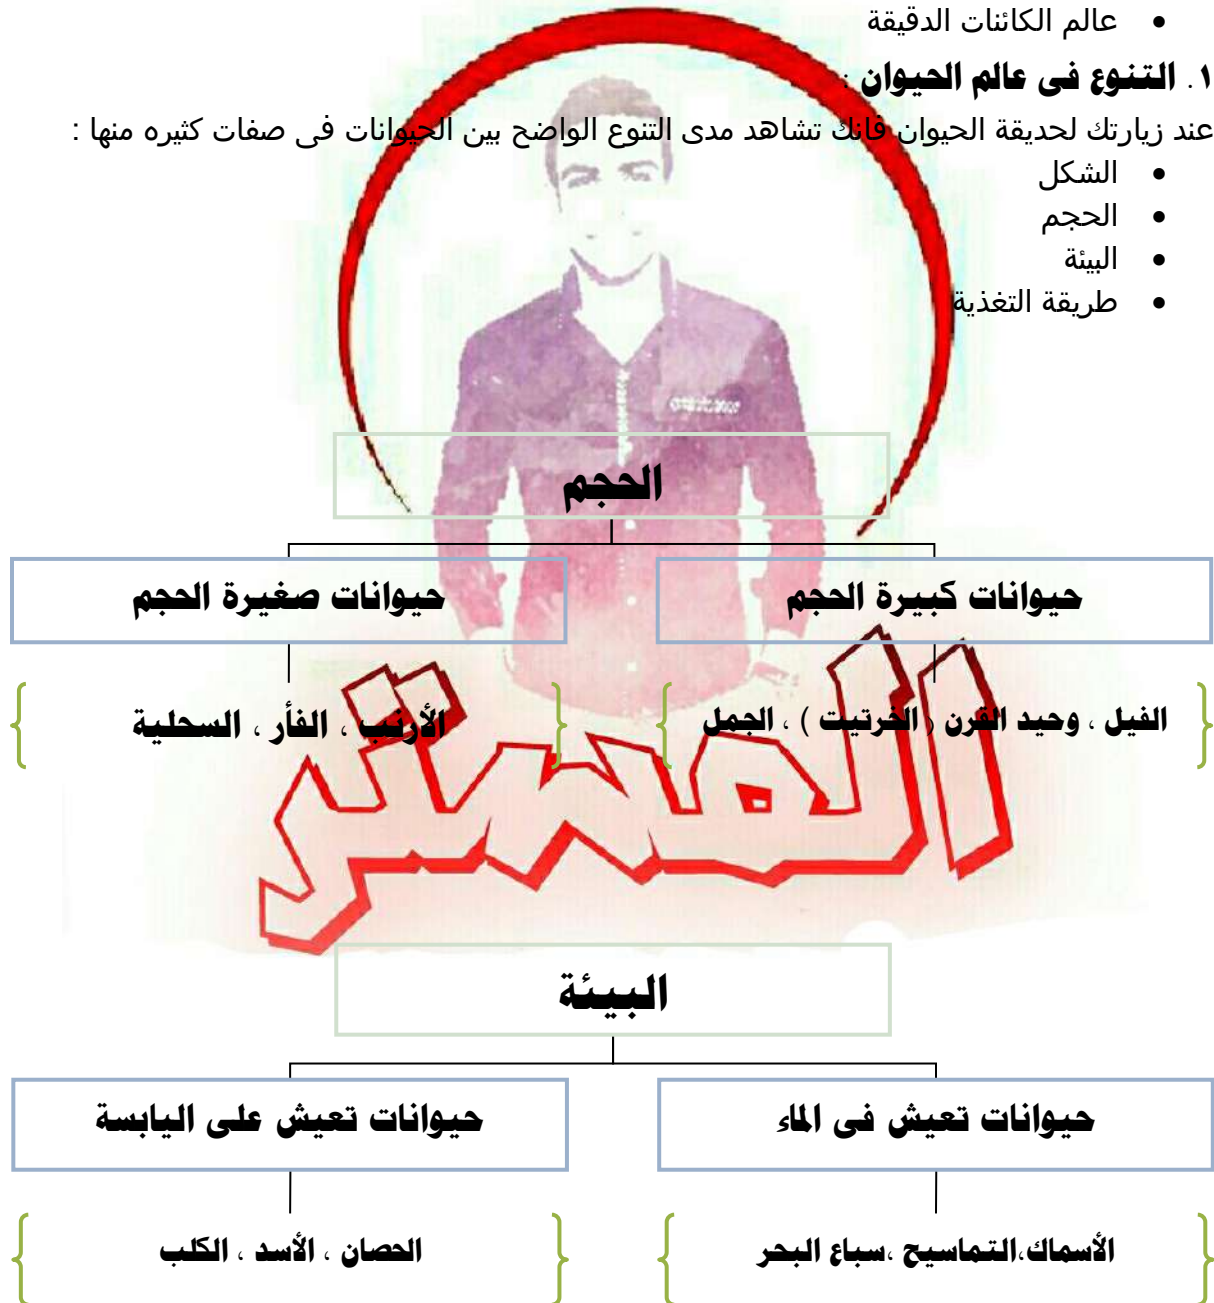 • عالم الكائنات الدقيقة
١. التنوع فى عالم الحيوان :
عند زيارتك لحديقة الحيوان فانك تشاهد مدى التنوع الواضح بين الحيوانات فى صفات كثيره منها :
• الشكل
• الحجم
• البيئة
• طريقة التغذية
الحجم
حيوانات كبيرة الحجم
حيوانات صغيرة الحجم
الفيل ، وحيد القرن ( الخرتيت ) ، الجمل
الأرنب ، الفأر ، السحلية
المستر
البيئة
حيوانات تعيش فى الماء
حيوانات تعيش على اليابسة
الأسماك،التماسيح ،سباع البحر
الحصان ، الأسد ، الكلب